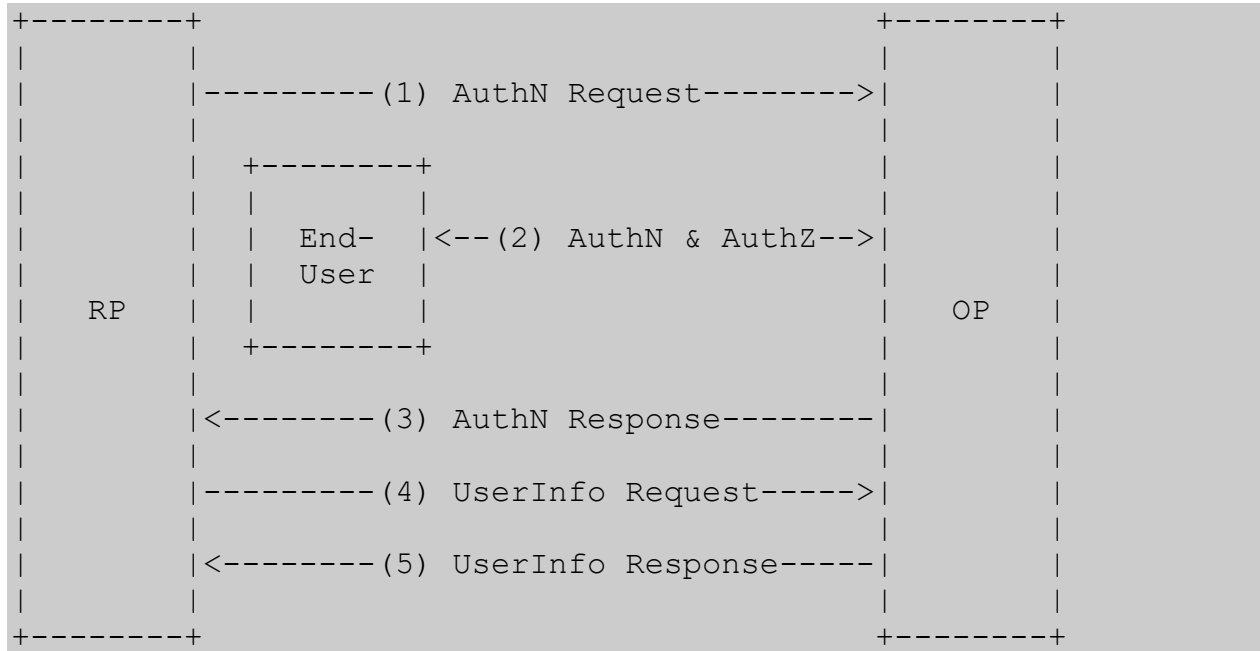 +--------+                                   +--------+
|        |                                   |        |
|        |---------(1) AuthN Request-------->|        |
|        |                                   |        |
|        |  +--------+                       |        |
|        |  |        |                       |        |
|        |  |  End-  |<--(2) AuthN & AuthZ-->|        |
|        |  |  User  |                       |        |
|   RP   |  |        |                       |   OP   |
|        |  +--------+                       |        |
|        |                                   |        |
|        |<--------(3) AuthN Response--------|        |
|        |                                   |        |
|        |---------(4) UserInfo Request----->|        |
|        |                                   |        |
|        |<--------(5) UserInfo Response-----|        |
|        |                                   |        |
+--------+                                   +--------+